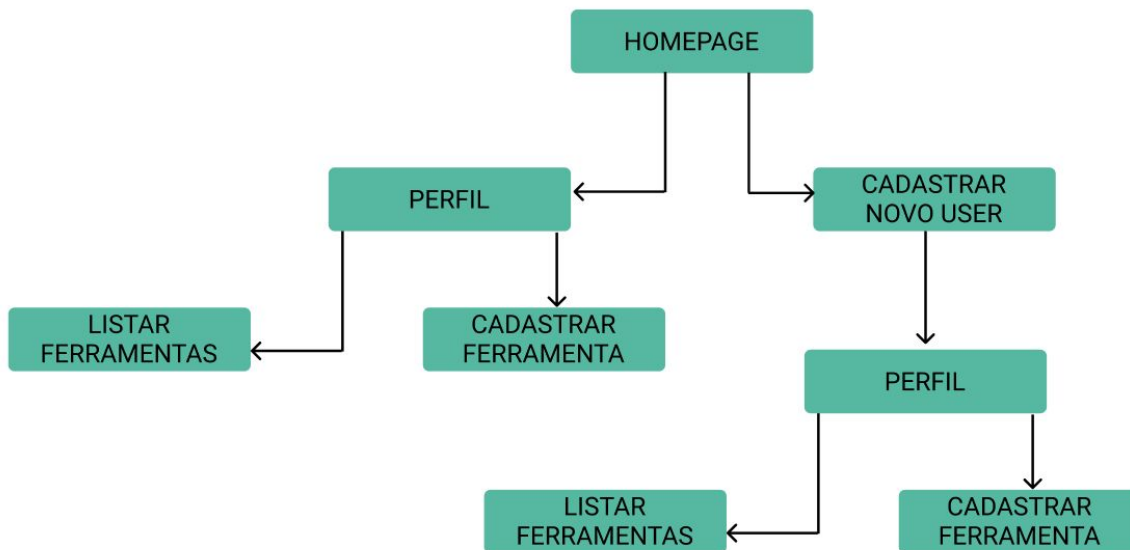 HOMEPAGE
PERFIL
CADASTRAR
NOVO USER
LISTAR
FERRAMENTAS
CADASTRAR
FERRAMENTA
PERFIL
LISTAR
FERRAMENTAS
CADASTRAR
FERRAMENTA